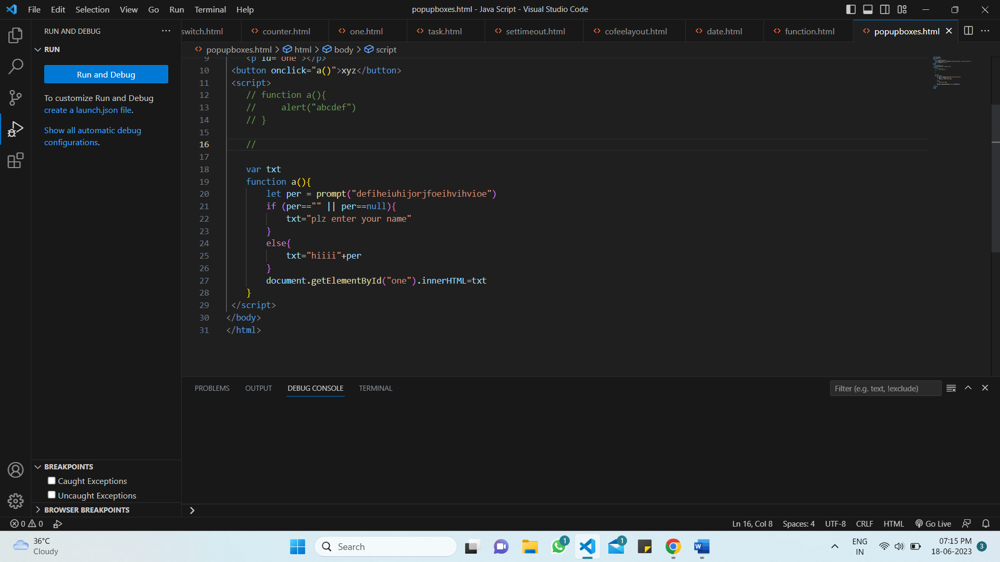 File Edit Selection View Go Run Terminal Help
popupboxes.html - Java Script - Visual Studio Code
RUN AND DEBUG
switch.html counter.html one.html task.html settimeout.html cofeelayout.html date.html function.html popupboxes.html
RUN
popupboxes.html > html > body > script
Run and Debug
To customize Run and Debug
create a launch.json file.
Show all automatic debug
configurations.
9 <p id="one"></p>
10 <button onclick="a()">xyz</button>
11 <script>
12 // function a(){
13 //     alert("abcdef")
14 // }
15
16 //
17
18 var txt
19 function a(){
20 let per = prompt("defiheiuhijorjfoeihvihvioe")
21 if (per=="" || per==null){
22 txt="plz enter your name"
23 }
24 else{
25 txt="hiiii"+per
26 }
27 document.getElementById("one").innerHTML=txt
28 }
29 </script>
30 </body>
31 </html>
PROBLEMS OUTPUT DEBUG CONSOLE TERMINAL
Filter (e.g. text, !exclude)
BREAKPOINTS
Caught Exceptions
Uncaught Exceptions
BROWSER BREAKPOINTS
0 0
Ln 16, Col 8 Spaces: 4 UTF-8 CRLF HTML Go Live
36°C
Cloudy
Search
1
1
ENG
IN
07:15 PM
18-06-2023
3